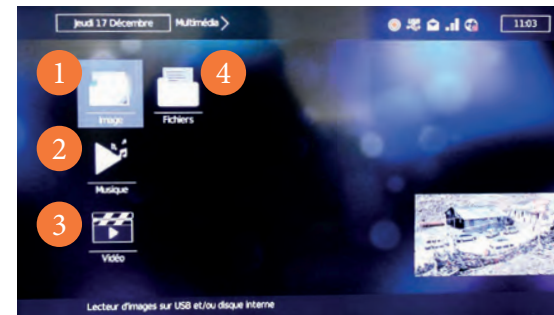 Jeudi 17 Décembre Multimédia 11:03
1 4
Image Fichiers
2
Musique
3
Vidéo
Lecteur d'images sur USB et/ou disque interne